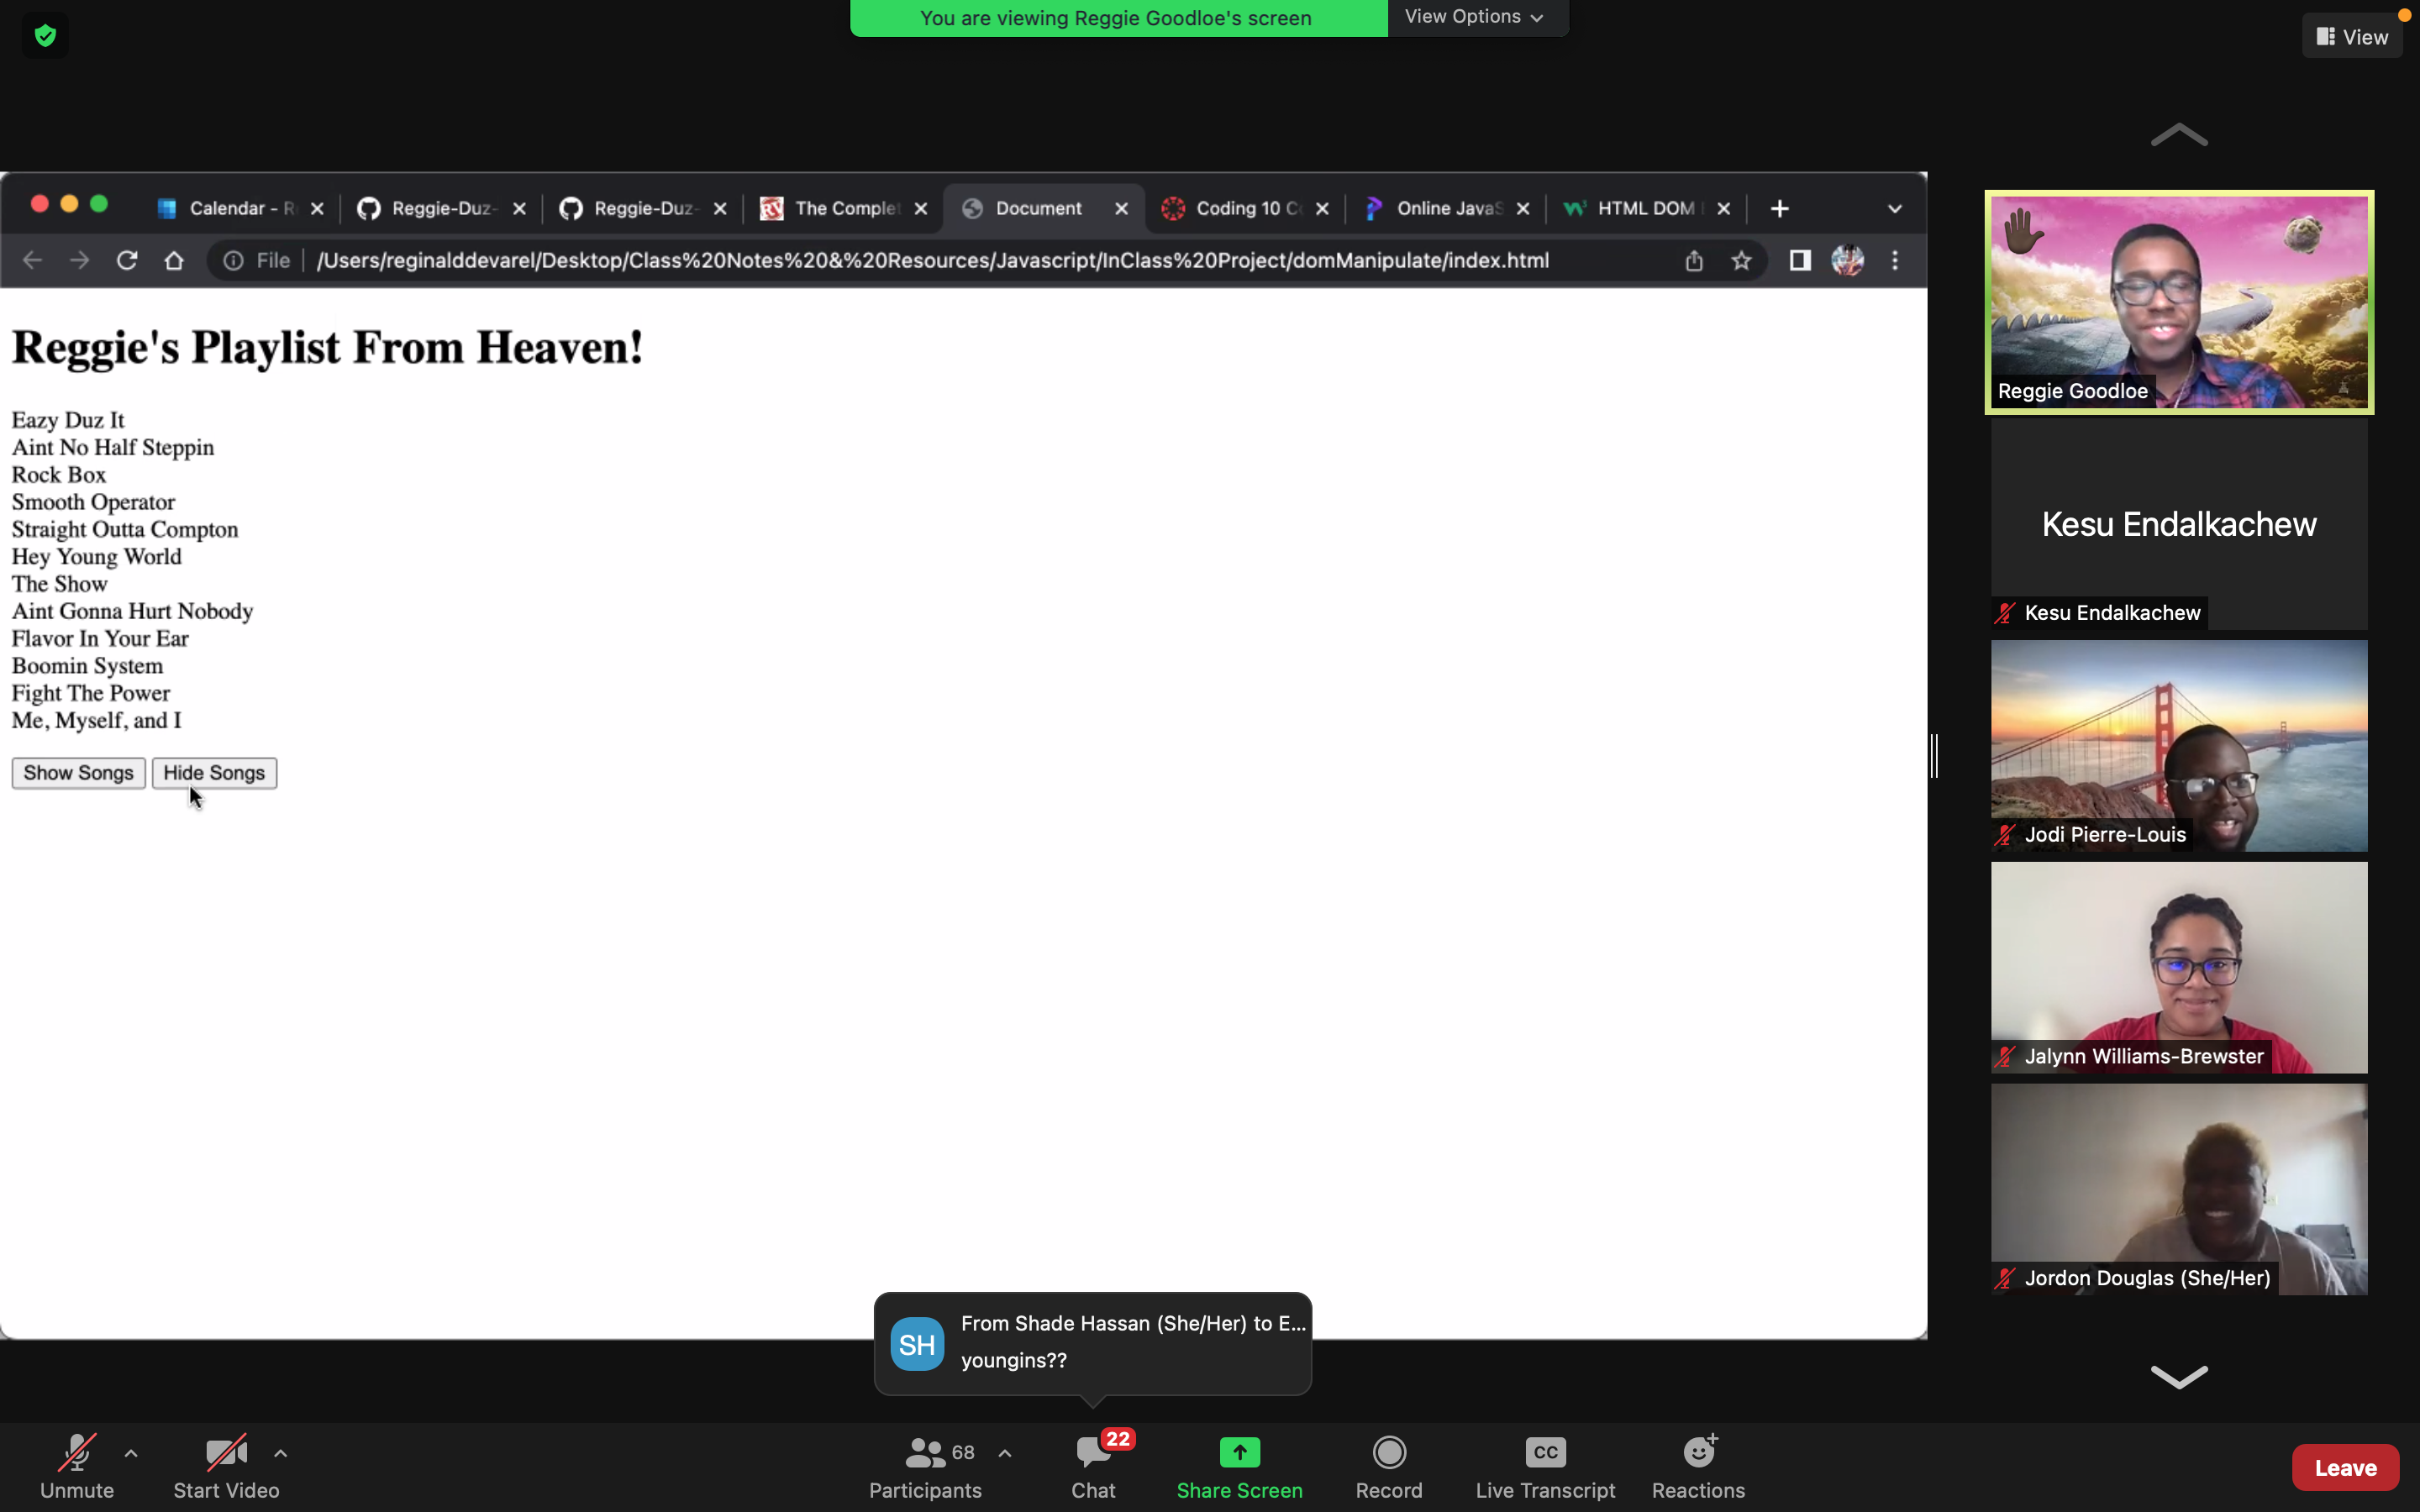 You are viewing Reggie Goodloe's screen
View Options
View
Calendar - R
Reggie-Duz-
Reggie-Duz-
The Complet
Document
Coding 10 C
Online JavaS
HTML DOM
File
/Users/reginalddevarel/Desktop/Class%20Notes%20&%20Resources/Javascript/InClass%20Project/domManipulate/index.html
Reggie's Playlist From Heaven!
Eazy Duz It
Aint No Half Steppin
Rock Box
Smooth Operator
Straight Outta Compton
Hey Young World
The Show
Aint Gonna Hurt Nobody
Flavor In Your Ear
Boomin System
Fight The Power
Me, Myself, and I
Show Songs
Hide Songs
Reggie Goodloe
Kesu Endalkachew
Kesu Endalkachew
Jodi Pierre-Louis
Jalynn Williams-Brewster
Jordon Douglas (She/Her)
SH
From Shade Hassan (She/Her) to E...
youngins??
Unmute
Start Video
68
Participants
22
Chat
Share Screen
Record
CC
Live Transcript
Reactions
Leave